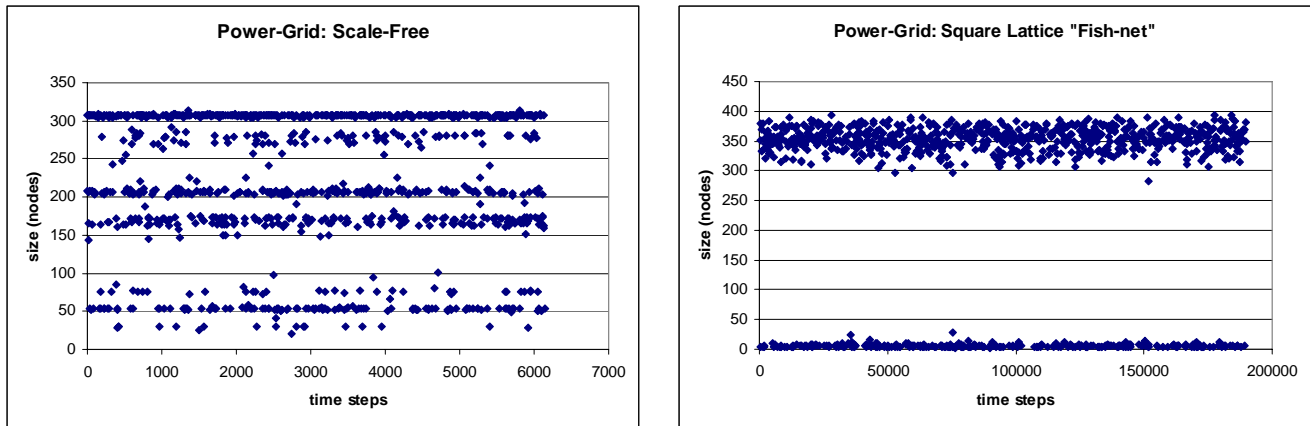 Power-Grid: Scale-Free
350
300
250
200
150
100
50
0
size (nodes)
0 1000 2000 3000 4000 5000 6000 7000
time steps
Power-Grid: Square Lattice "Fish-net"
450
400
350
300
250
200
150
100
50
0
size (nodes)
0 50000 100000 150000 200000
time steps